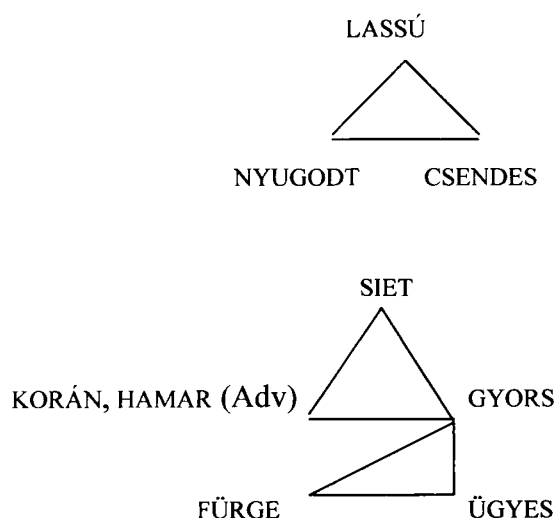 LASSÚ
NYUGODT CSENDES
SIET
KORÁN, HAMAR (Adv) GYORS
FÜRGE ÜGYES